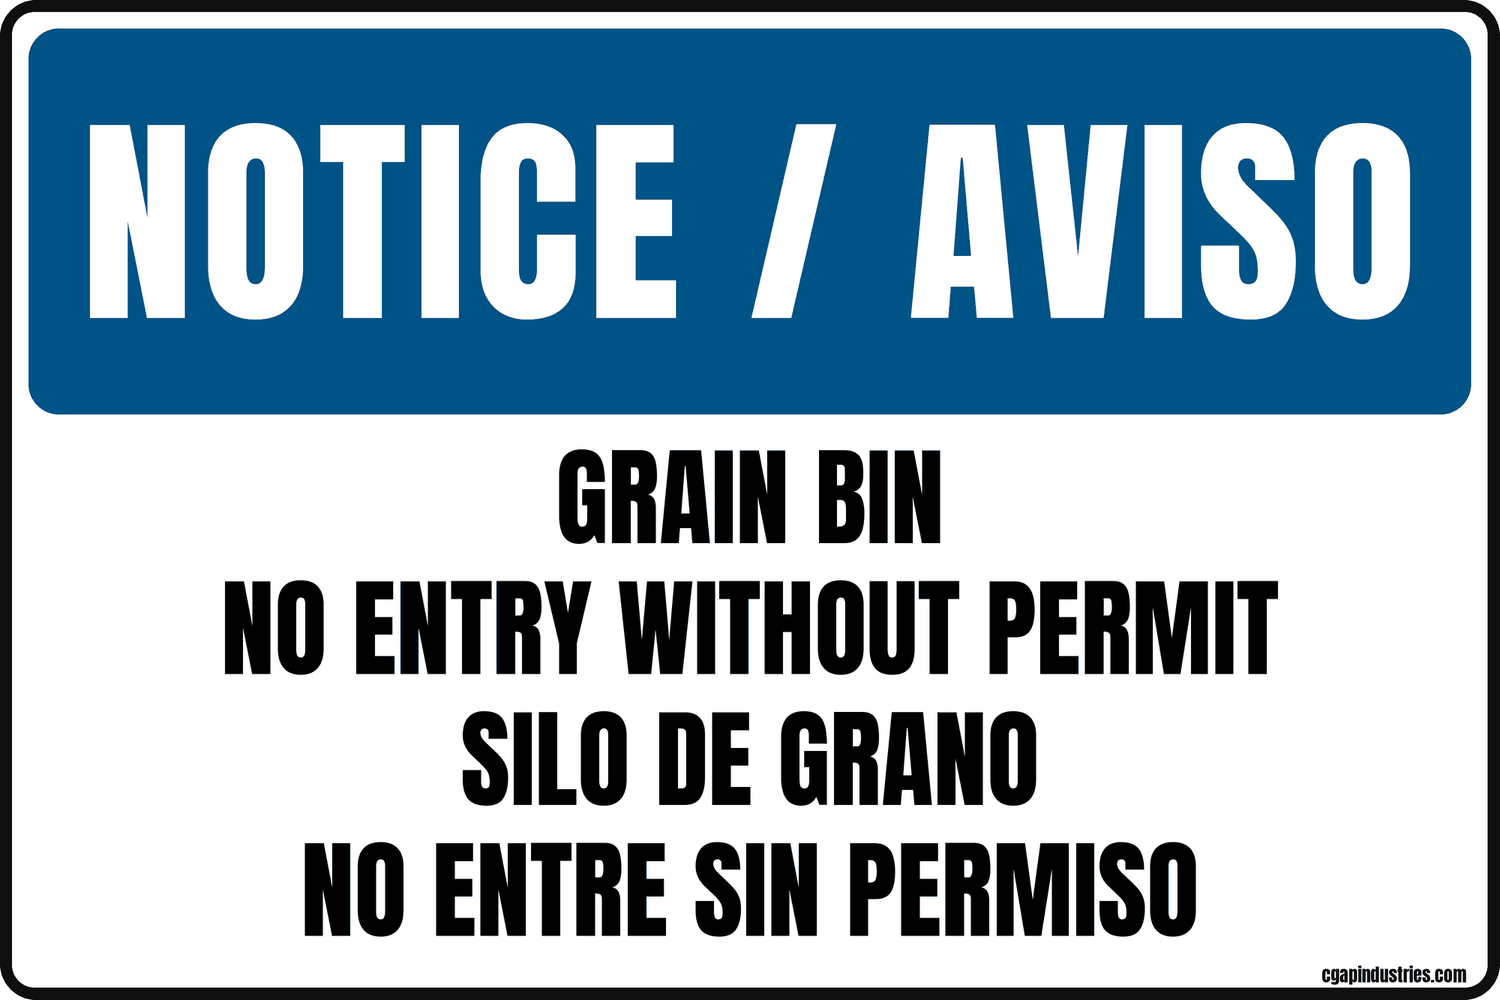 NOTICE / AVISO
GRAIN BIN
NO ENTRY WITHOUT PERMIT
SILO DE GRANO
NO ENTRE SIN PERMISO
cgapindustries.com